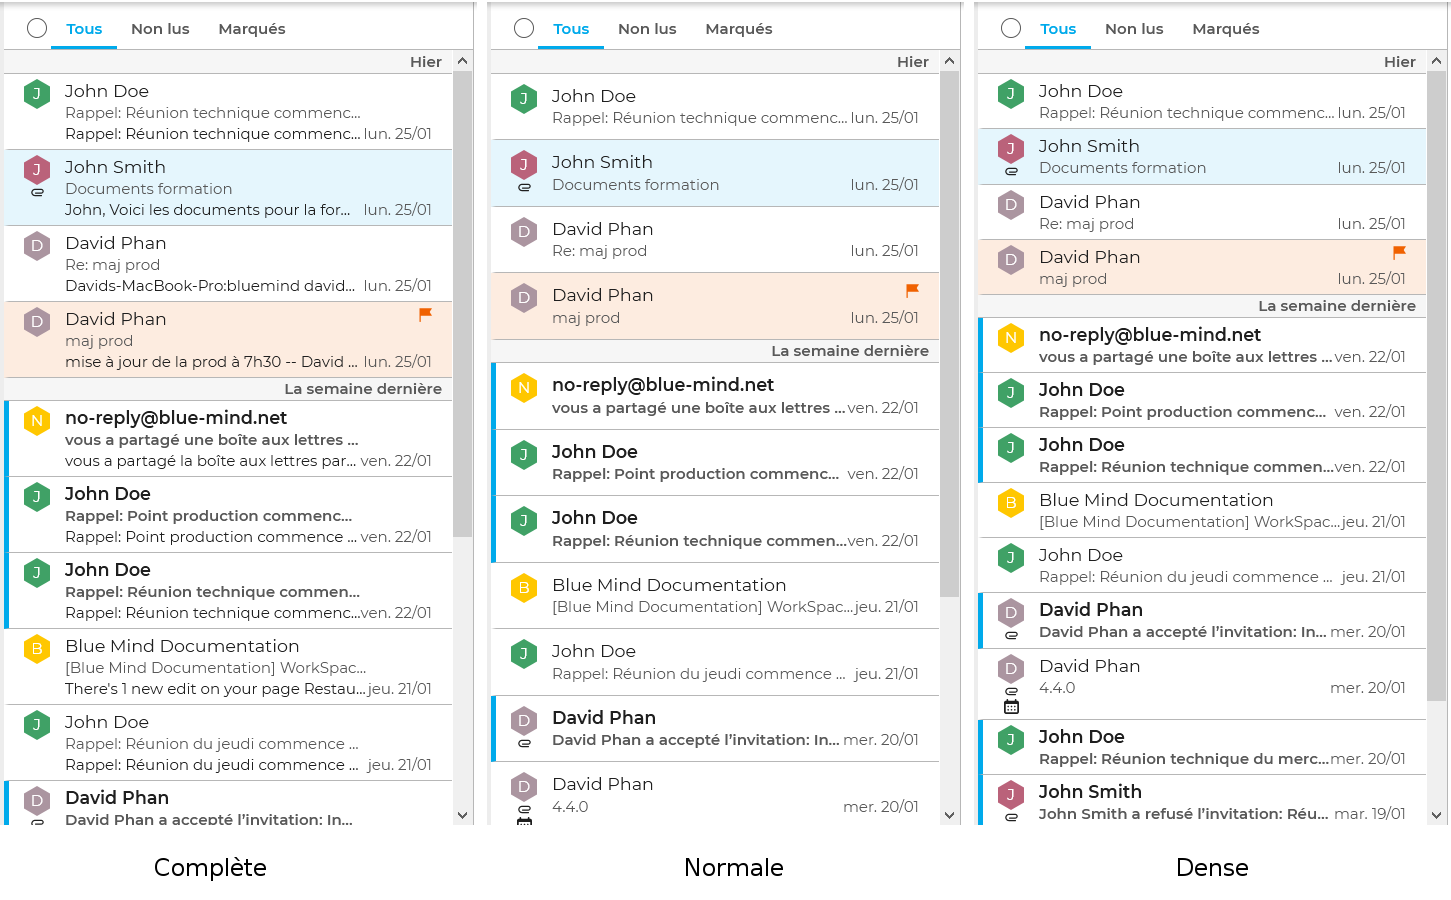 Tous Non lus Marqués
Hier
J John Doe
Rappel: Réunion technique commenc...
Rappel: Réunion technique commenc... lun. 25/01
J John Smith
Documents formation
John, Voici les documents pour la for... lun. 25/01
D David Phan
Re: maj prod
Davids-MacBook-Pro:bluemind david... lun. 25/01
D David Phan
maj prod
mise à jour de la prod à 7h30 -- David ... lun. 25/01
La semaine dernière
N no-reply@blue-mind.net
vous a partagé une boîte aux lettres ...
vous a partagé la boîte aux lettres par... ven. 22/01
J John Doe
Rappel: Point production commenc...
Rappel: Point production commence ... ven. 22/01
J John Doe
Rappel: Réunion technique commen...
Rappel: Réunion technique commenc... ven. 22/01
B Blue Mind Documentation
[Blue Mind Documentation] WorkSpac...
There's 1 new edit on your page Restau... jeu. 21/01
J John Doe
Rappel: Réunion du jeudi commence ...
Rappel: Réunion du jeudi commence ... jeu. 21/01
D David Phan
David Phan a accepté l'invitation: In...
Complète
Tous Non lus Marqués
Hier
J John Doe
Rappel: Réunion technique commenc... lun. 25/01
J John Smith
Documents formation lun. 25/01
D David Phan
Re: maj prod lun. 25/01
D David Phan
maj prod lun. 25/01
La semaine dernière
N no-reply@blue-mind.net
vous a partagé une boîte aux lettres ... ven. 22/01
J John Doe
Rappel: Point production commenc... ven. 22/01
J John Doe
Rappel: Réunion technique commen... ven. 22/01
B Blue Mind Documentation
[Blue Mind Documentation] WorkSpac... jeu. 21/01
J John Doe
Rappel: Réunion du jeudi commence ... jeu. 21/01
D David Phan
David Phan a accepté l'invitation: In... mer. 20/01
D David Phan
4.4.0 mer. 20/01
Normale
Tous Non lus Marqués
Hier
J John Doe
Rappel: Réunion technique commenc... lun. 25/01
J John Smith
Documents formation lun. 25/01
D David Phan
Re: maj prod lun. 25/01
D David Phan
maj prod lun. 25/01
La semaine dernière
N no-reply@blue-mind.net
vous a partagé une boîte aux lettres ... ven. 22/01
J John Doe
Rappel: Point production commenc... ven. 22/01
J John Doe
Rappel: Réunion technique commen... ven. 22/01
B Blue Mind Documentation
[Blue Mind Documentation] WorkSpac... jeu. 21/01
J John Doe
Rappel: Réunion du jeudi commence ... jeu. 21/01
D David Phan
David Phan a accepté l'invitation: In... mer. 20/01
D David Phan
4.4.0 mer. 20/01
J John Doe
Rappel: Réunion technique du merc... mer. 20/01
J John Smith
John Smith a refusé l'invitation: Réu... mar. 19/01
Dense